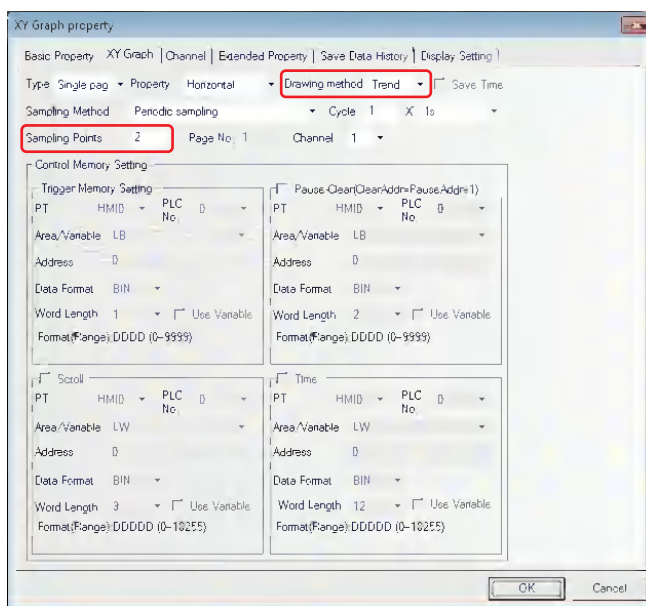 XY Graph property
Basic Property XY Graph Channel Extended Property Save Data History Display Setting
Type Single pag Property Horizontal Drawing method Trend Save Time
Sampling Method Periodic sampling Cycle 1 X 1s
Sampling Points 2 Page No. 1 Channel 1
Control Memory Setting
Trigger Memory Setting
PT HMI0 PLC No. 0
Area/Variable LB
Address 0
Data Format BIN
Word Length 1 Use Variable
Format(Range):DDDD (0~9999)
Pause-Clear(ClearAddr=PauseAddr+1)
PT HMI0 PLC No. 0
Area/Variable LB
Address 0
Data Format BIN
Word Length 2 Use Variable
Format(Range):DDDD (0~9999)
Scroll
PT HMI0 PLC No. 0
Area/Variable LW
Address 0
Data Format BIN
Word Length 3 Use Variable
Format(Range):DDDDD (0~10255)
Time
PT HMI0 PLC No. 0
Area/Variable LW
Address 0
Data Format BIN
Word Length 12 Use Variable
Format(Range):DDDDD (0~10255)
OK Cancel